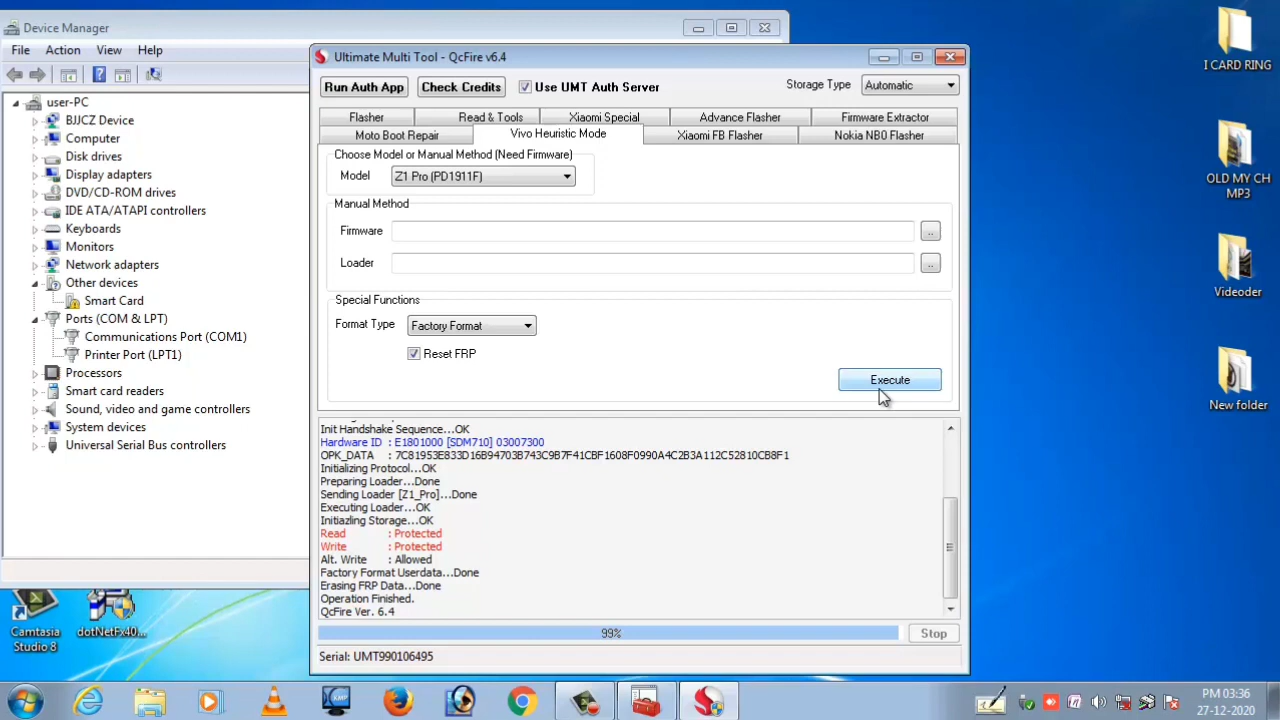 Device Manager
File Action View Help
user-PC
BJJCZ Device
Computer
Disk drives
Display adapters
DVD/CD-ROM drives
IDE ATA/ATAPI controllers
Keyboards
Monitors
Network adapters
Other devices
Smart Card
Ports (COM & LPT)
Communications Port (COM1)
Printer Port (LPT1)
Processors
Smart card readers
Sound, video and game controllers
System devices
Universal Serial Bus controllers
Ultimate Multi Tool - QcFire v6.4
Run Auth App Check Credits Use UMT Auth Server Storage Type Automatic
Flasher Read & Tools Xiaomi Special Advance Flasher Firmware Extractor
Moto Boot Repair Vivo Heuristic Mode Xiaomi FB Flasher Nokia NB0 Flasher
Choose Model or Manual Method (Need Firmware)
Model Z1 Pro (PD1911F)
Manual Method
Firmware ..
Loader ..
Special Functions
Format Type Factory Format
Reset FRP
Execute
Init Handshake Sequence...OK
Hardware ID : E1801000 [SDM710] 03007300
OPK_DATA : 7C81953E833D16B94703B743C9B7F41CBF1608F0990A4C2B3A112C52810CB8F1
Initializing Protocol...OK
Preparing Loader...Done
Sending Loader [Z1_Pro]...Done
Executing Loader...OK
Initiazling Storage...OK
Read : Protected
Write : Protected
Alt. Write : Allowed
Factory Format Userdata...Done
Erasing FRP Data...Done
Operation Finished.
QcFire Ver. 6.4
99% Stop
Serial: UMT990106495
I CARD RING
OLD MY CH
MP3
Videoder
New folder
Camtasia
Studio 8
dotNetFx40...
KMP
PM 03:36
27-12-2020